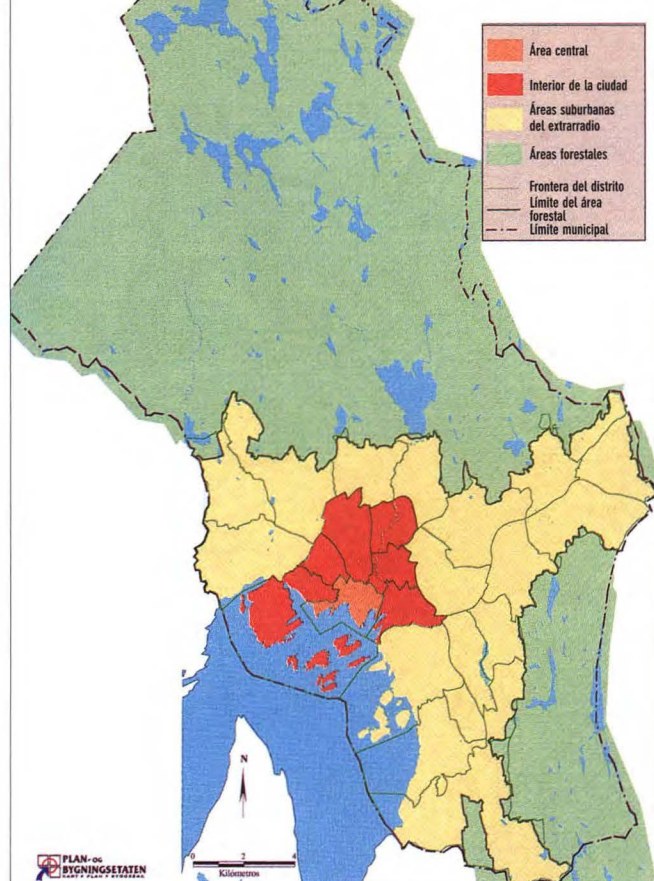 Área central
Interior de la ciudad
Áreas suburbanas
del extrarradio
Áreas forestales
Frontera del distrito
Límite del área
forestal
Límite municipal
N
0 2 4
Kilómetros
PLAN- OG
BYGNINGSETATEN